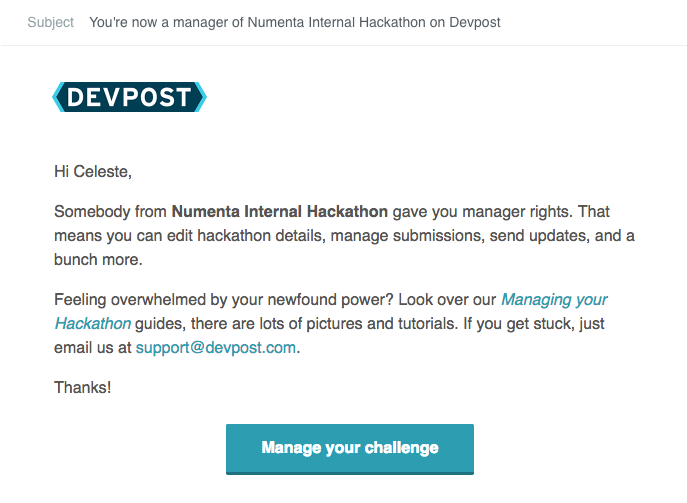 Subject You're now a manager of Numenta Internal Hackathon on Devpost
DEVPOST
Hi Celeste,
Somebody from Numenta Internal Hackathon gave you manager rights. That
means you can edit hackathon details, manage submissions, send updates, and a
bunch more.
Feeling overwhelmed by your newfound power? Look over our Managing your
Hackathon guides, there are lots of pictures and tutorials. If you get stuck, just
email us at support@devpost.com.
Thanks!
Manage your challenge